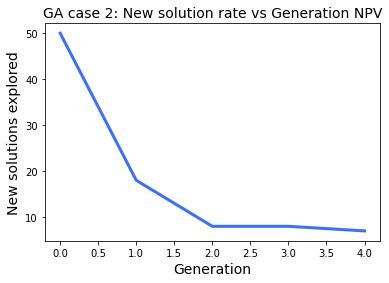 GA case 2: New solution rate vs Generation NPV
New solutions explored
50
40
30
20
10
0.0 0.5 1.0 1.5 2.0 2.5 3.0 3.5 4.0
Generation